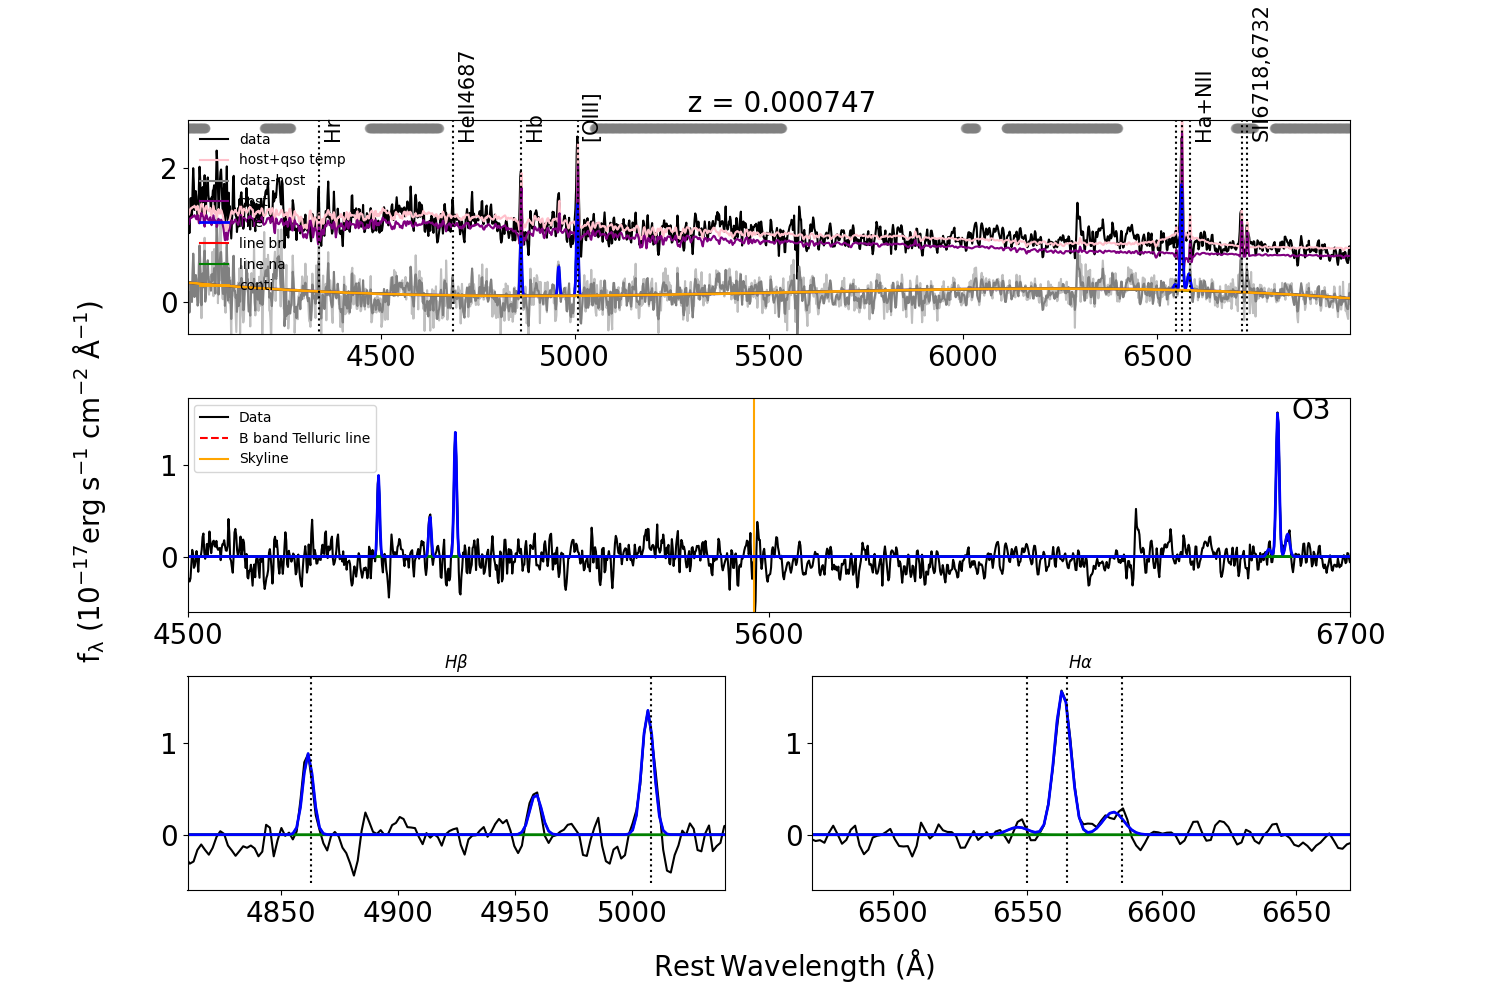 z = 0.000747
Hr
HeII4687
Hb
[OIII]
Ha+NII
SII6718,6732
data
host+qso temp
data-host
line br
line na
conti
2
0
4500 5000 5500 6000 6500
fλ (10−17erg s−1 cm−2 Å−1)
Data
B band Telluric line
Skyline
O3
1
0
4500 5600 6700
Hβ
1
0
4850 4900 4950 5000
Hα
1
0
6500 6550 6600 6650
Rest Wavelength (Å)